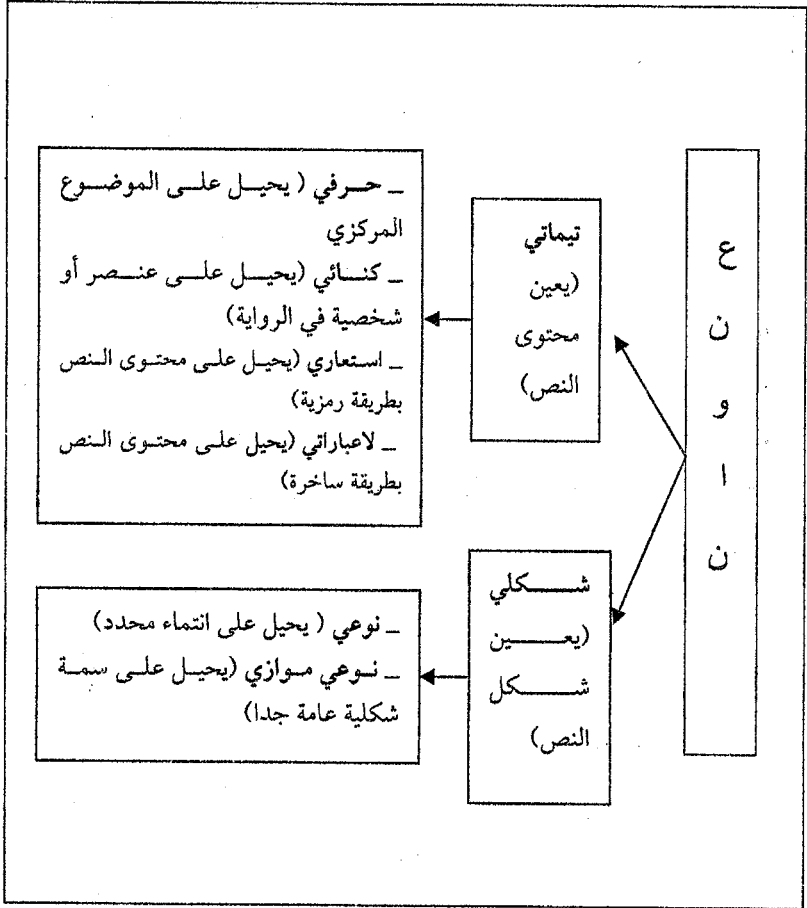 ع
ن
و
ا
ن
تيماتي
(يعين
محتوى
النص)
_ حرفي ( يحيل على الموضوع
المركزي
_ كنائي (يحيل على عنصر أو
شخصية في الرواية)
_ استعاري (يحيل على محتوى النص
بطريقة رمزية)
_ لاعباراتي (يحيل على محتوى النص
بطريقة ساخرة)
شكلي
(يعين
شكل
النص)
_ نوعي ( يحيل على انتماء محدد)
_ نوعي موازي (يحيل على سمة
شكلية عامة جدا)